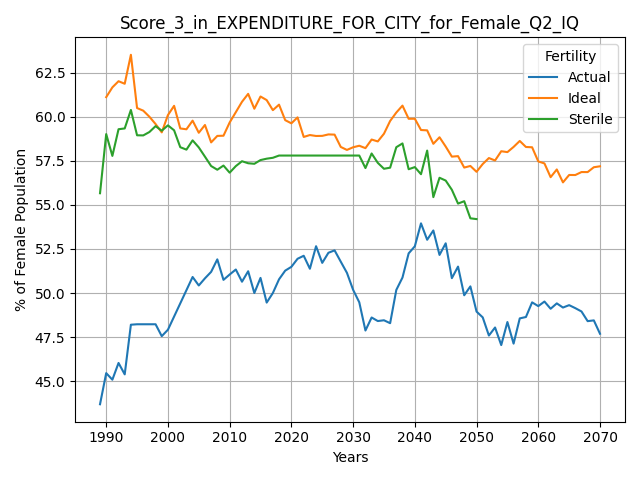 Score_3_in_EXPENDITURE_FOR_CITY_for_Female_Q2_IQ
Fertility
Actual
Ideal
Sterile
% of Female Population
62.5
60.0
57.5
55.0
52.5
50.0
47.5
45.0
1990 2000 2010 2020 2030 2040 2050 2060 2070
Years